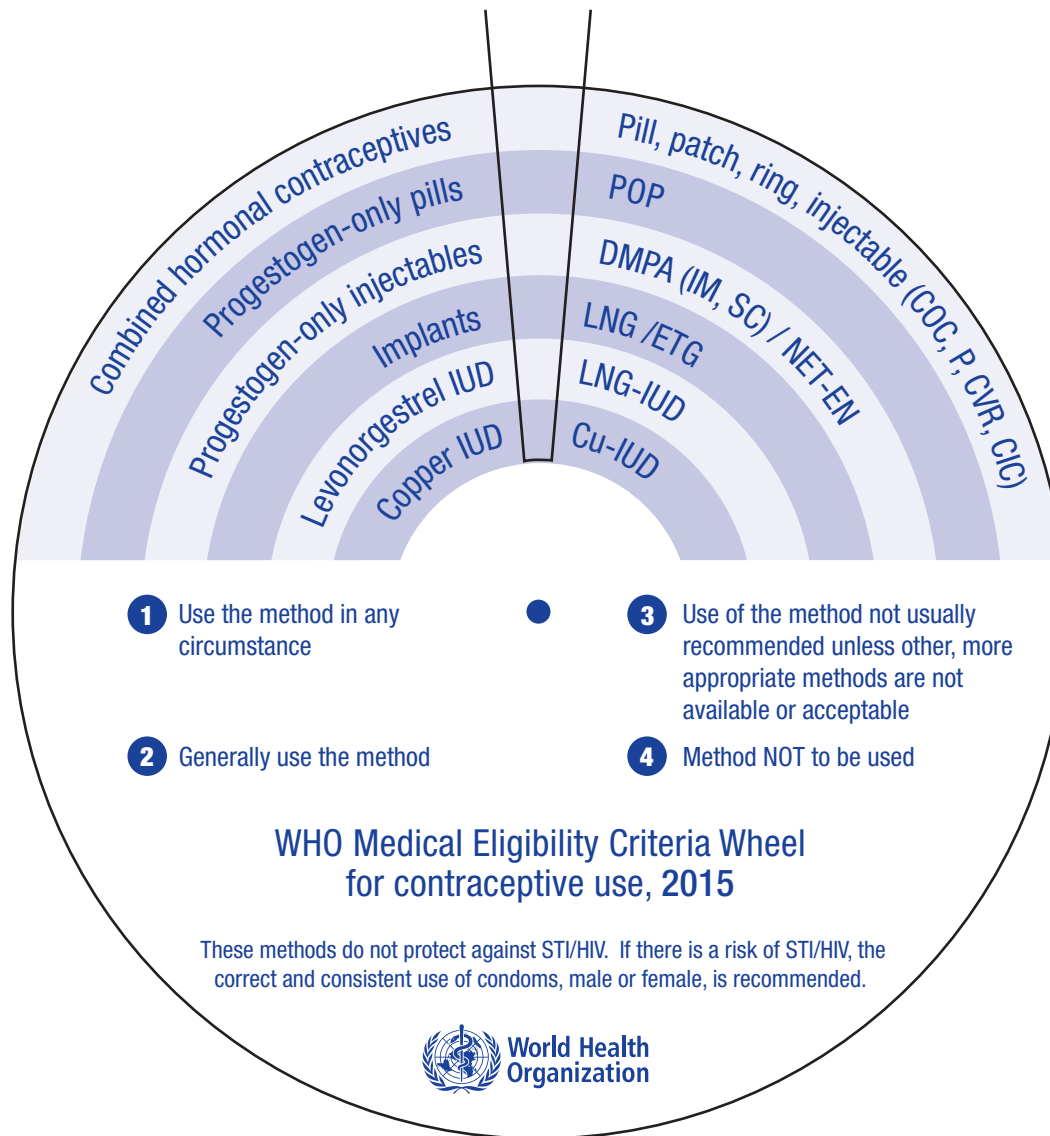 Combined hormonal contraceptives
Progestogen-only pills
Progestogen-only injectables
Implants
Levonorgestrel IUD
Copper IUD
Pill, patch, ring, injectable (COC, P, CVR, CIC)
POP
DMPA (IM, SC) / NET-EN
LNG /ETG
LNG-IUD
Cu-IUD
1 Use the method in any
circumstance
2 Generally use the method
3 Use of the method not usually
recommended unless other, more
appropriate methods are not
available or acceptable
4 Method NOT to be used
WHO Medical Eligibility Criteria Wheel
for contraceptive use, 2015
These methods do not protect against STI/HIV. If there is a risk of STI/HIV, the
correct and consistent use of condoms, male or female, is recommended.
World Health
Organization